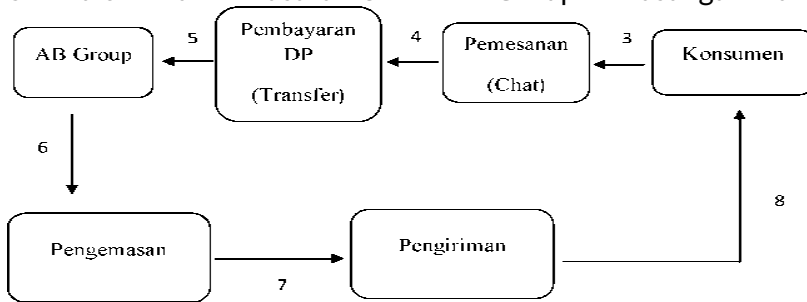 AB Group
5
Pembayaran
DP
(Transfer)
4
Pemesanan
(Chat)
3
Konsumen
6
8
Pengemasan
7
Pengiriman